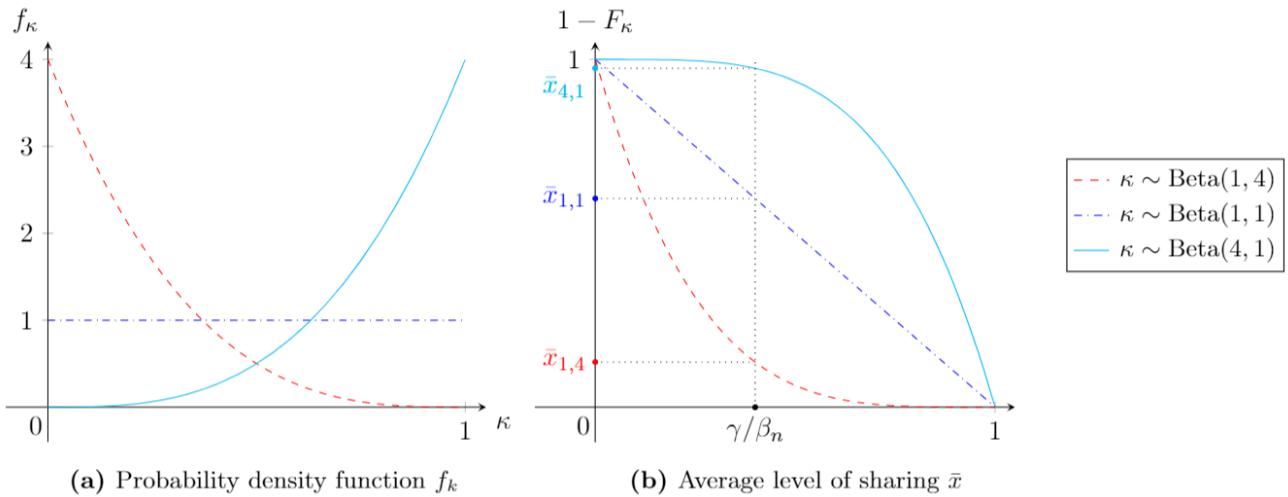 f_κ
4
3
2
1
0
1
κ
(a) Probability density function f_k
1 − F_κ
1
x̄_{4,1}
x̄_{1,1}
x̄_{1,4}
0
γ/β_n
1
(b) Average level of sharing x̄
κ ∼ Beta(1, 4)
κ ∼ Beta(1, 1)
κ ∼ Beta(4, 1)